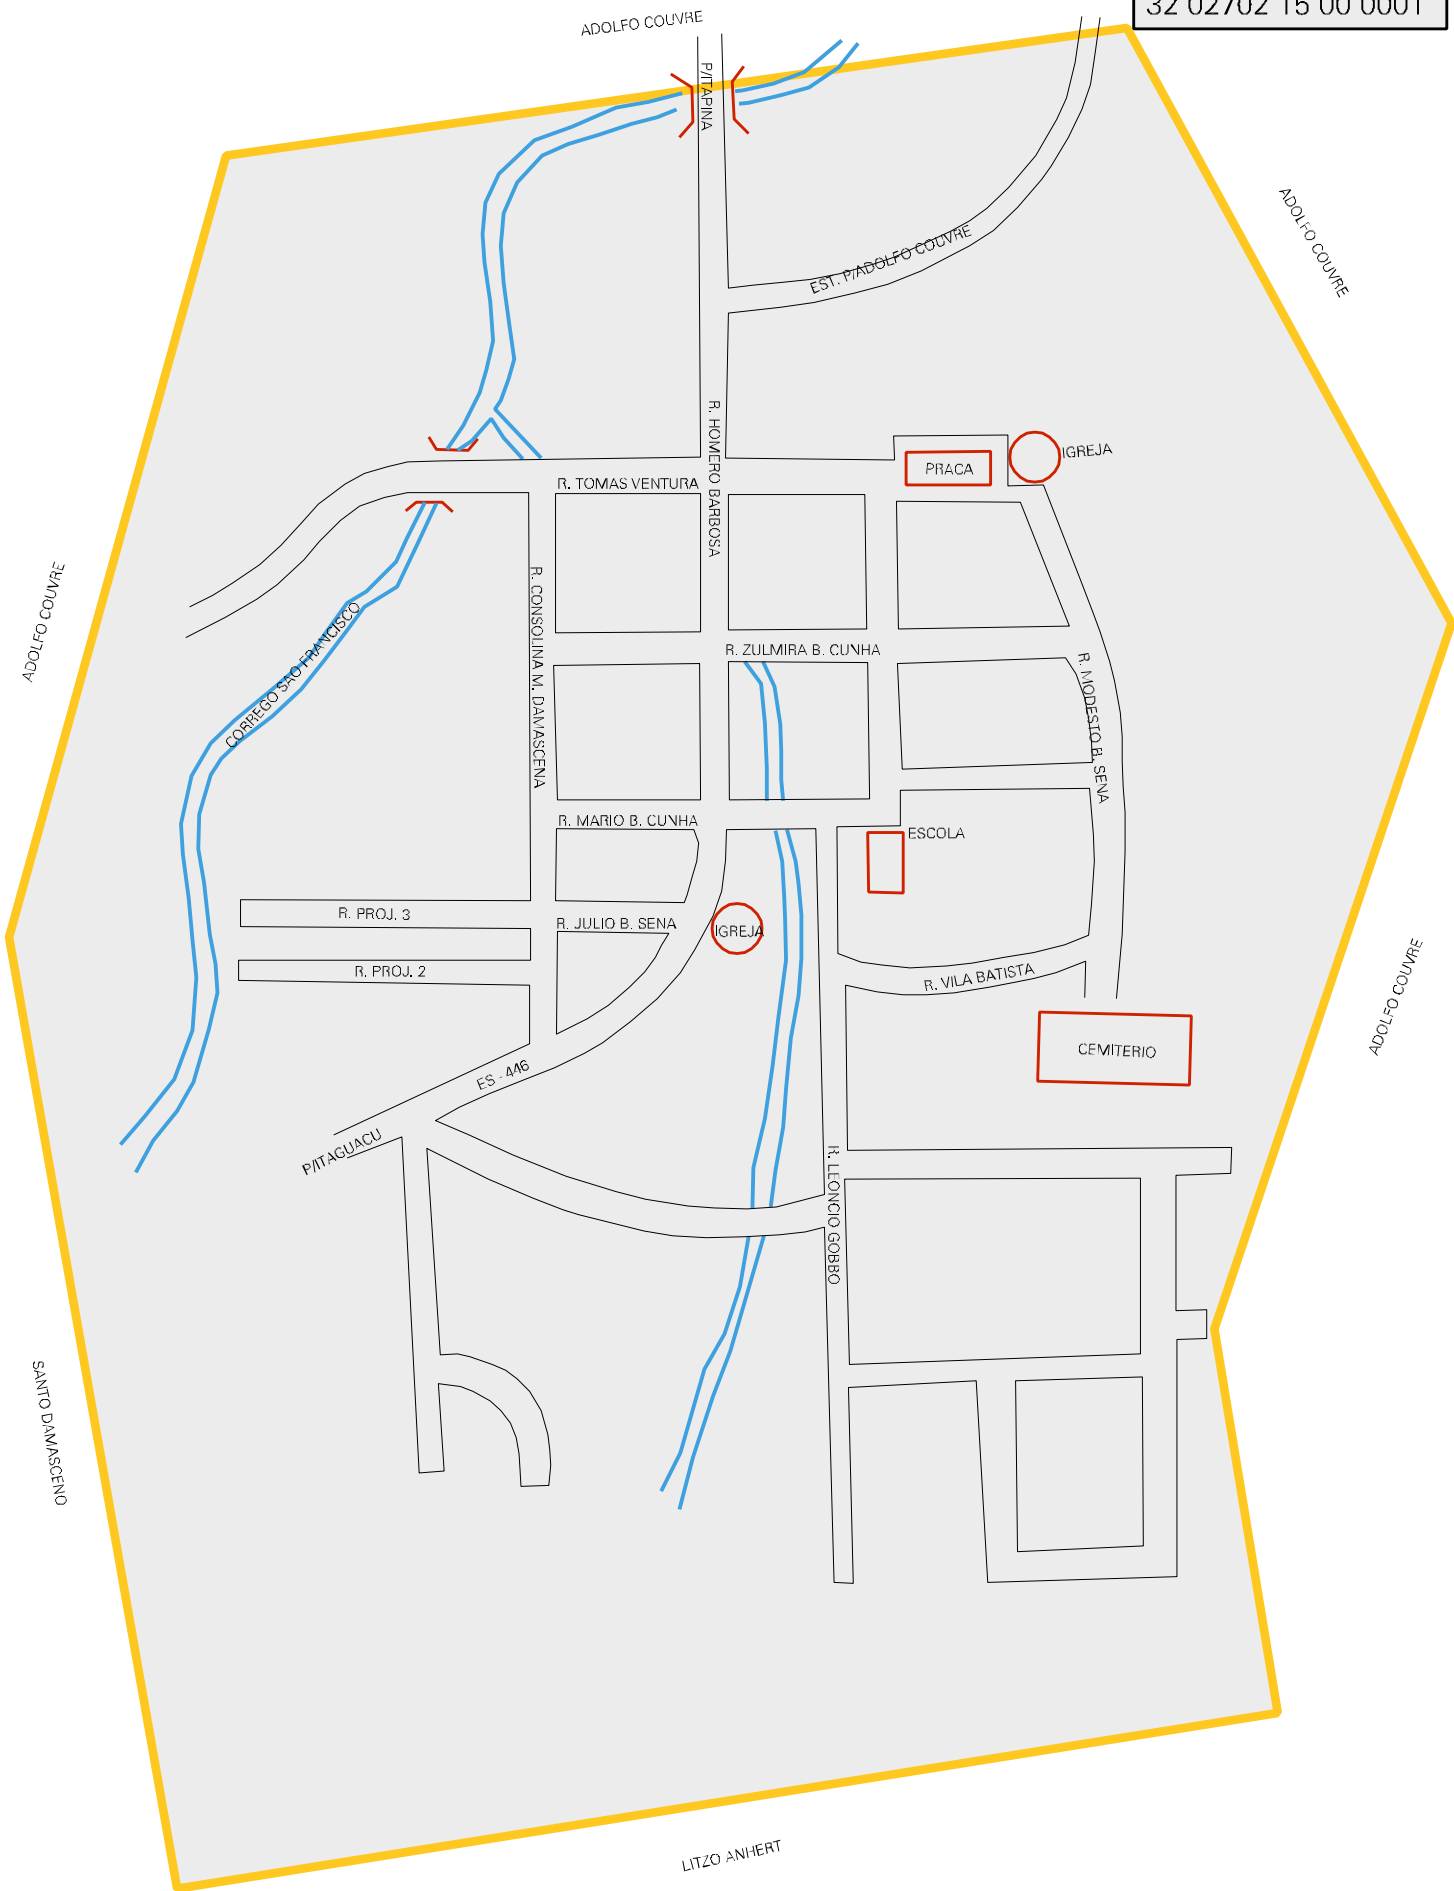 32 02702 15 00 0001
ADOLFO COUVRE
P/ITAPINA
ADOLFO COUVRE
EST. P/ADOLFO COUVRE
R. HOMERO BARBOSA
IGREJA
PRACA
R. TOMAS VENTURA
ADOLFO COUVRE
R. CONSOLINA M. DAMASCENA
CORREGO SAO FRANCISCO
R. ZULMIRA B. CUNHA
R. MODESTO B. SENA
R. MARIO B. CUNHA
ESCOLA
R. PROJ. 3
R. JULIO B. SENA
IGREJA
R. PROJ. 2
R. VILA BATISTA
ADOLFO COUVRE
CEMITERIO
ES - 446
P/ITAGUACU
R. LEONCIO GOBBO
SANTO DAMASCENO
LITZO ANHERT